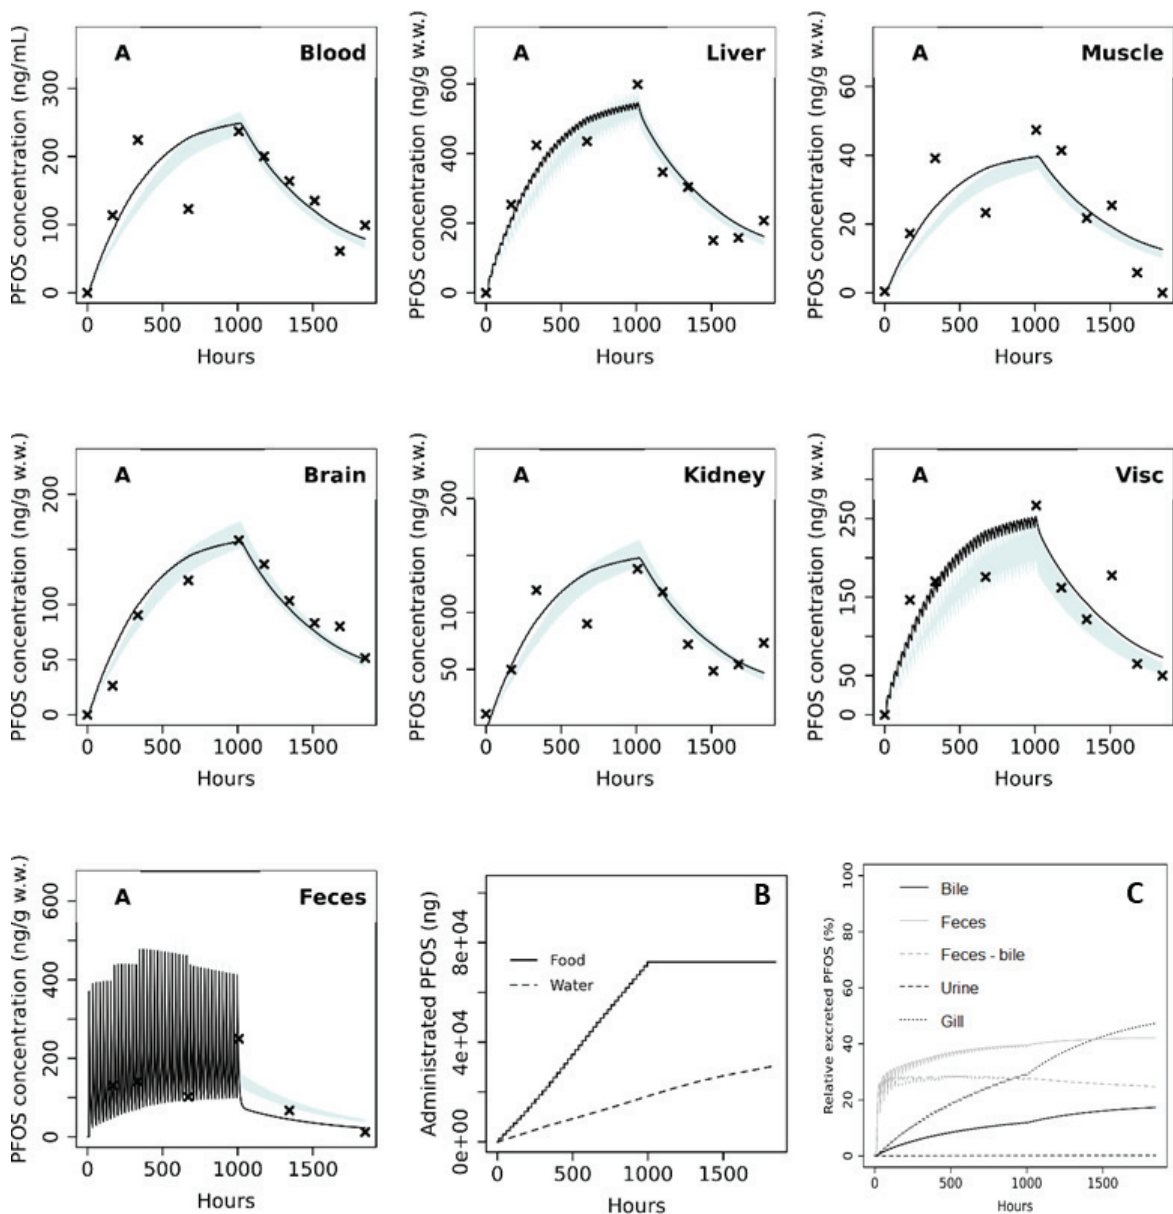 A Blood
PFOS concentration (ng/mL)
300
200
100
0
0 500 1000 1500
Hours
A Liver
PFOS concentration (ng/g w.w.)
600
400
200
0
0 500 1000 1500
Hours
A Muscle
PFOS concentration (ng/g w.w.)
60
40
20
0
0 500 1000 1500
Hours
A Brain
PFOS concentration (ng/g w.w.)
200
100
50
0
0 500 1000 1500
Hours
A Kidney
PFOS concentration (ng/g w.w.)
200
100
50
0 500 1000 1500
Hours
A Visc
PFOS concentration (ng/g w.w.)
250
150
50
0
0 500 1000 1500
Hours
A Feces
PFOS concentration (ng/g w.w.)
600
400
200
0
0 500 1000 1500
Hours
B
Administrated PFOS (ng)
8e+04
4e+04
0e+00
Food
Water
0 500 1000 1500
Hours
C
Relative excreted PFOS (%)
100
80
60
40
20
0
Bile
Feces
Feces - bile
Urine
Gill
0 500 1000 1500
Hours